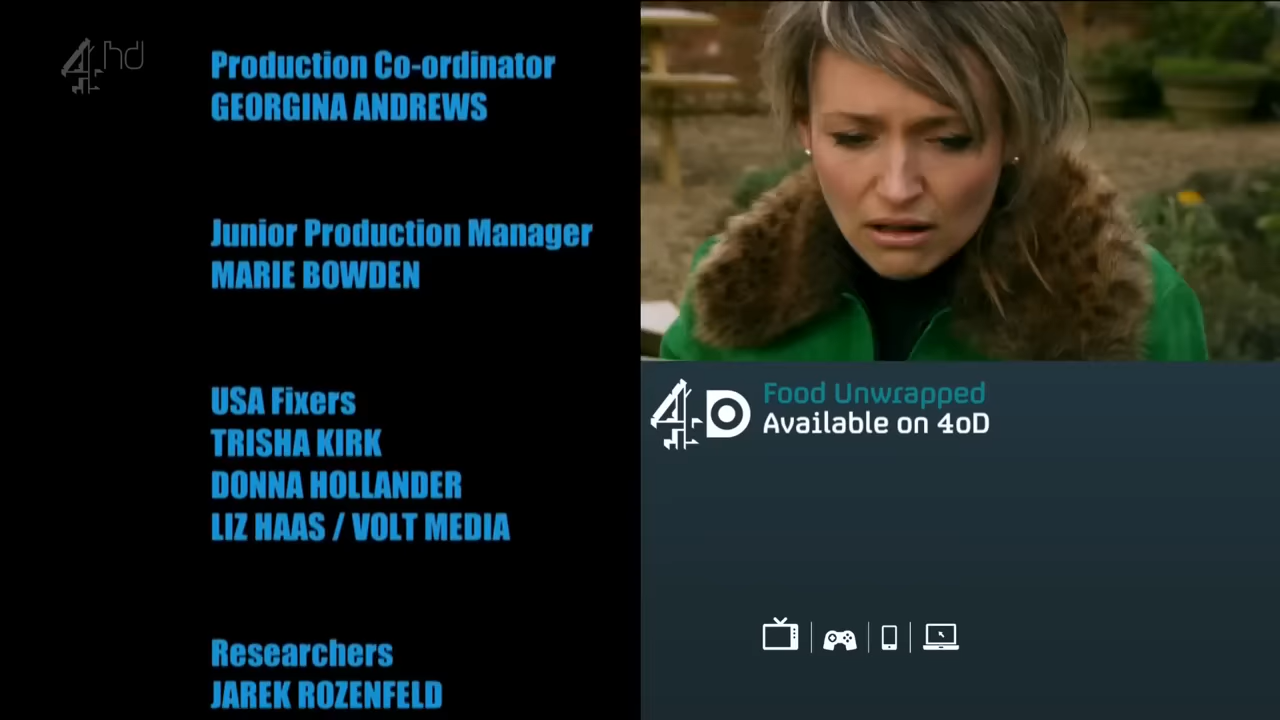 4hd
Production Co-ordinator
GEORGINA ANDREWS
Junior Production Manager
MARIE BOWDEN
USA Fixers
TRISHA KIRK
DONNA HOLLANDER
LIZ HAAS / VOLT MEDIA
Researchers
JAREK ROZENFELD
4oD
Food Unwrapped
Available on 4oD